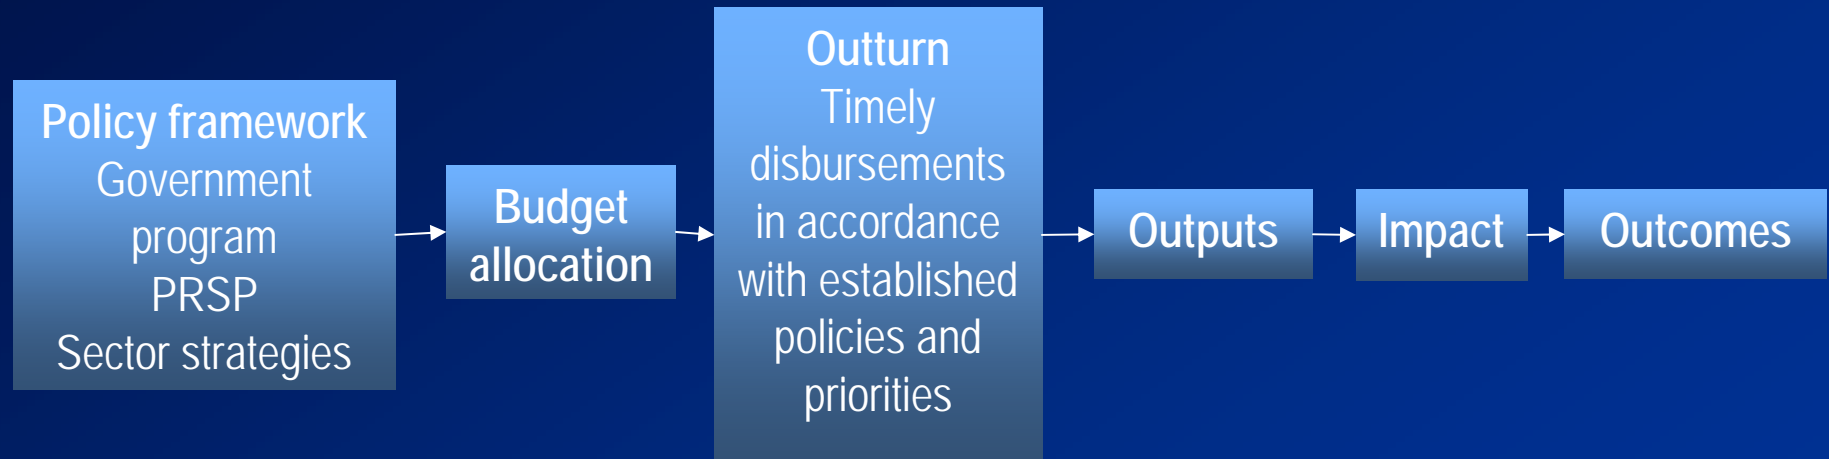 Policy framework
Government
program
PRSP
Sector strategies
Budget
allocation
Outturn
Timely
disbursements
in accordance
with established
policies and
priorities
Outputs
Impact
Outcomes